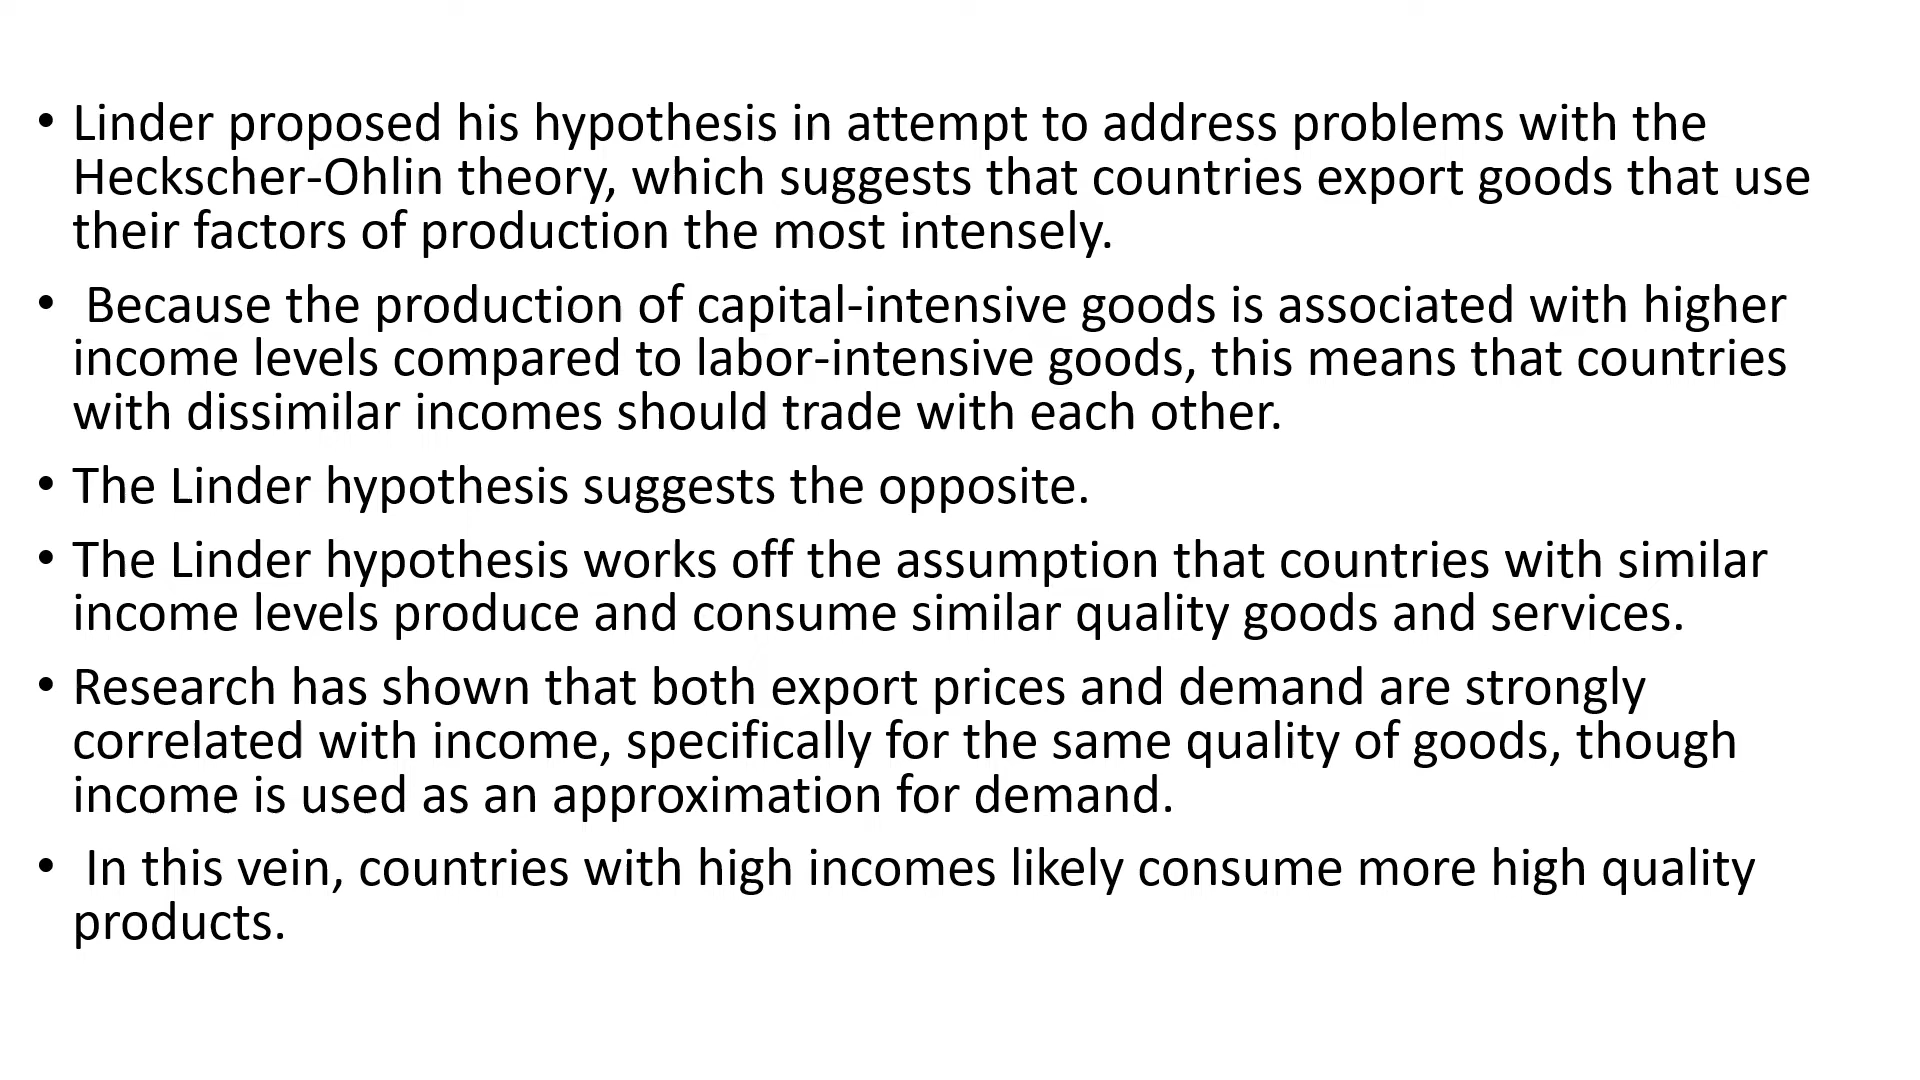 • Linder proposed his hypothesis in attempt to address problems with the
Heckscher-Ohlin theory, which suggests that countries export goods that use
their factors of production the most intensely.
• Because the production of capital-intensive goods is associated with higher
income levels compared to labor-intensive goods, this means that countries
with dissimilar incomes should trade with each other.
• The Linder hypothesis suggests the opposite.
• The Linder hypothesis works off the assumption that countries with similar
income levels produce and consume similar quality goods and services.
• Research has shown that both export prices and demand are strongly
correlated with income, specifically for the same quality of goods, though
income is used as an approximation for demand.
• In this vein, countries with high incomes likely consume more high quality
products.